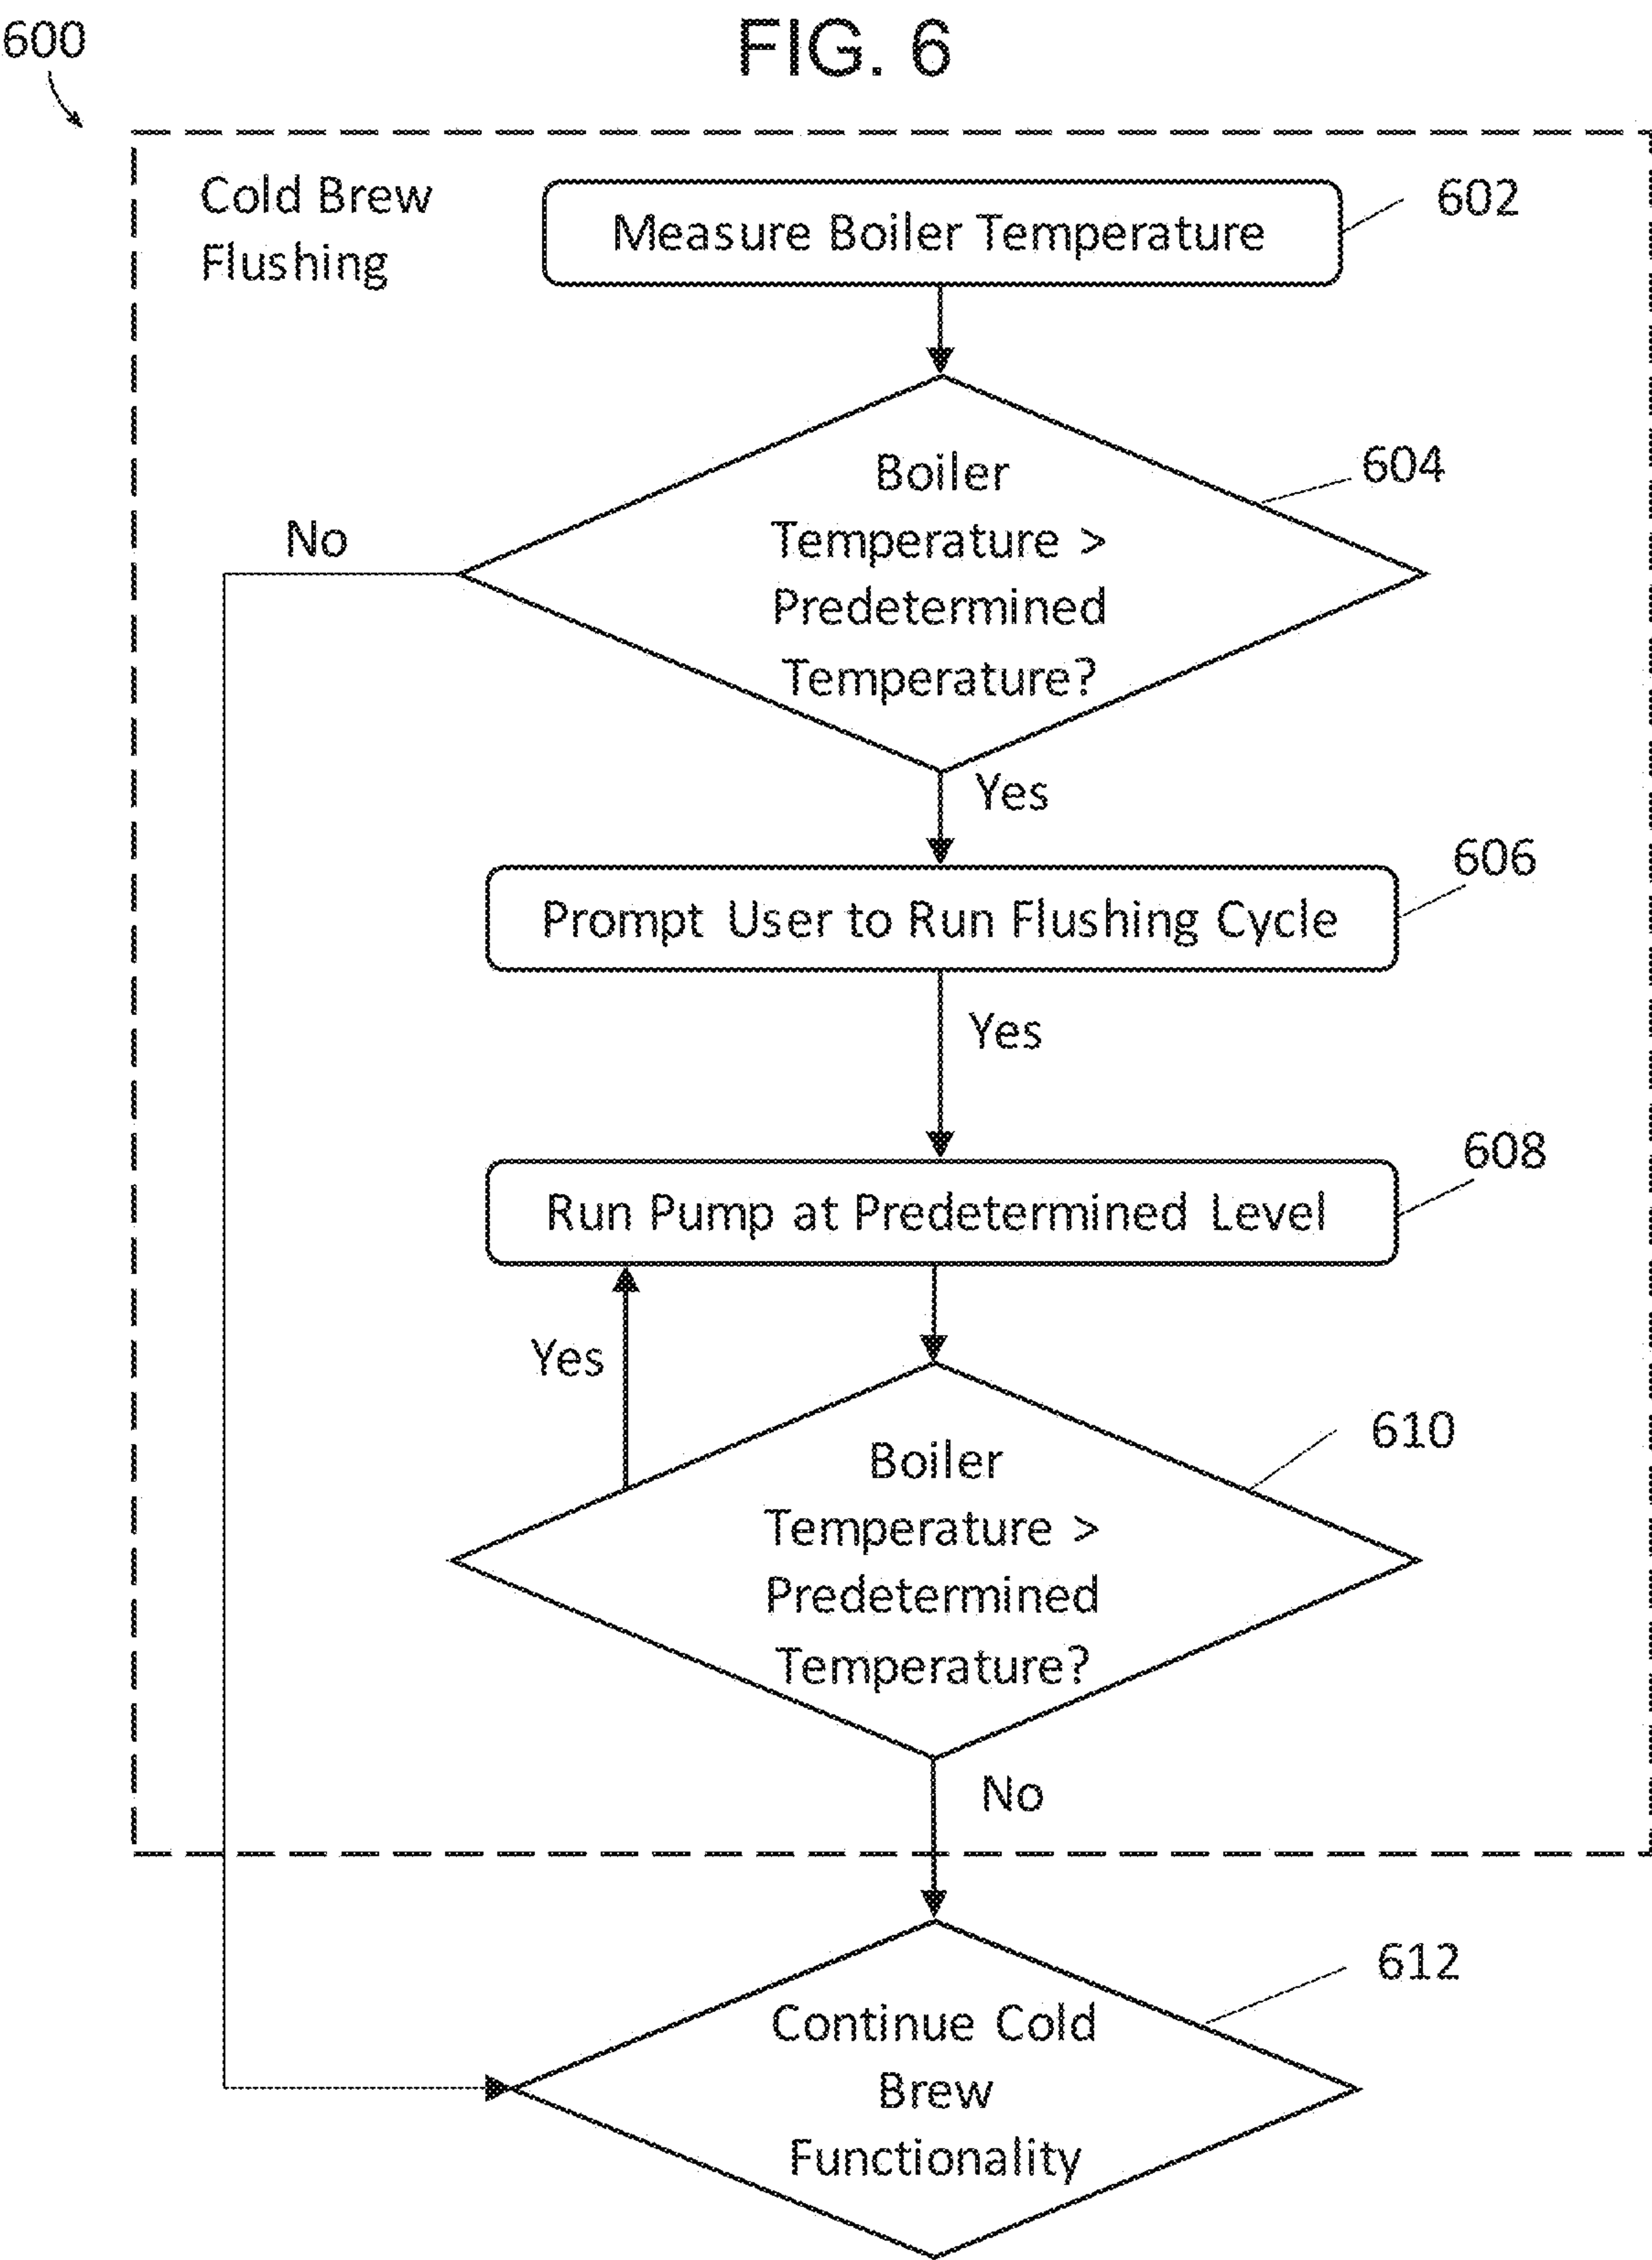 600
FIG. 6
Cold Brew
Flushing
Measure Boiler Temperature
602
Boiler
Temperature >
Predetermined
Temperature?
604
No
Yes
Prompt User to Run Flushing Cycle
606
Yes
Run Pump at Predetermined Level
608
Yes
Boiler
Temperature >
Predetermined
Temperature?
610
No
Continue Cold
Brew
Functionality
612